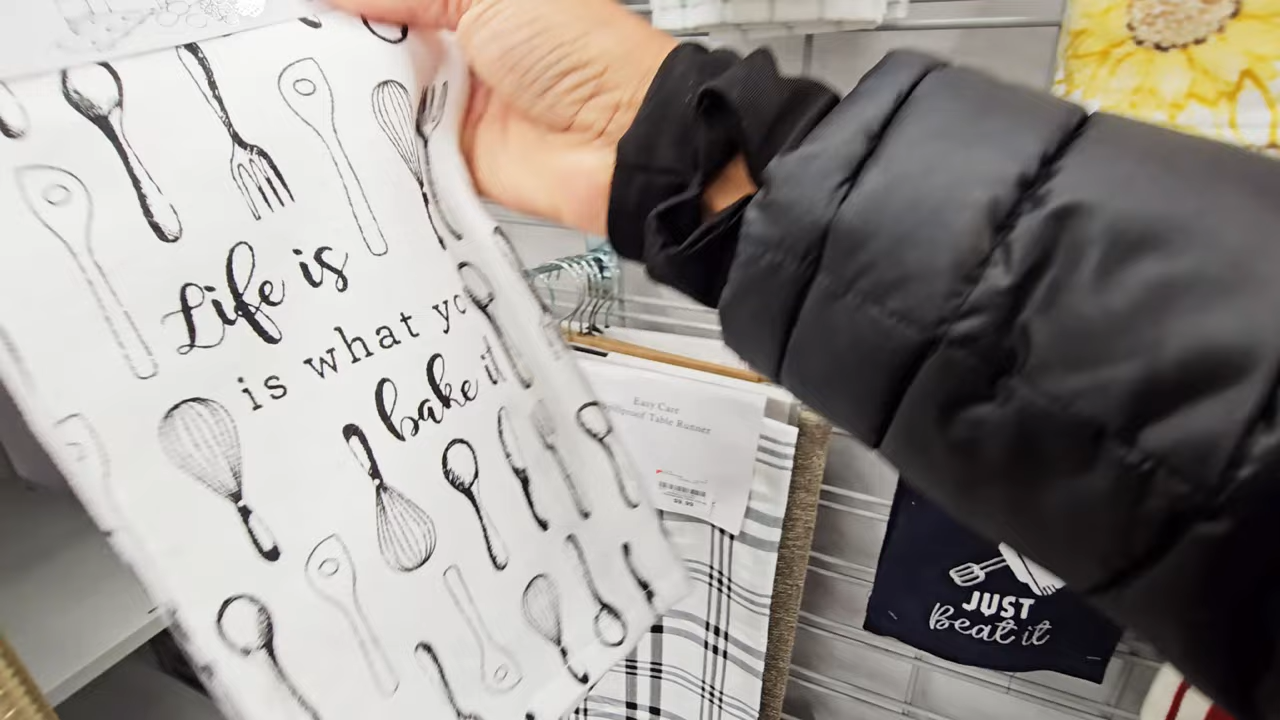 Life is
is what yo
bake it
Easy Care
Table Runner
JUST
Beat it